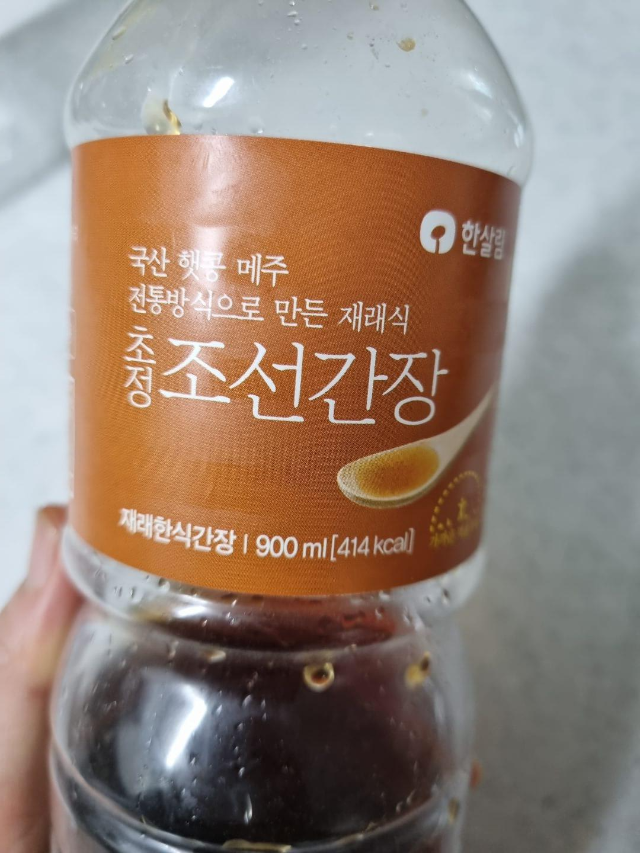 한살림
국산 햇콩 메주
전통방식으로 만든 재래식
초정 조선간장
재래한식간장 | 900 ml [414 kcal]